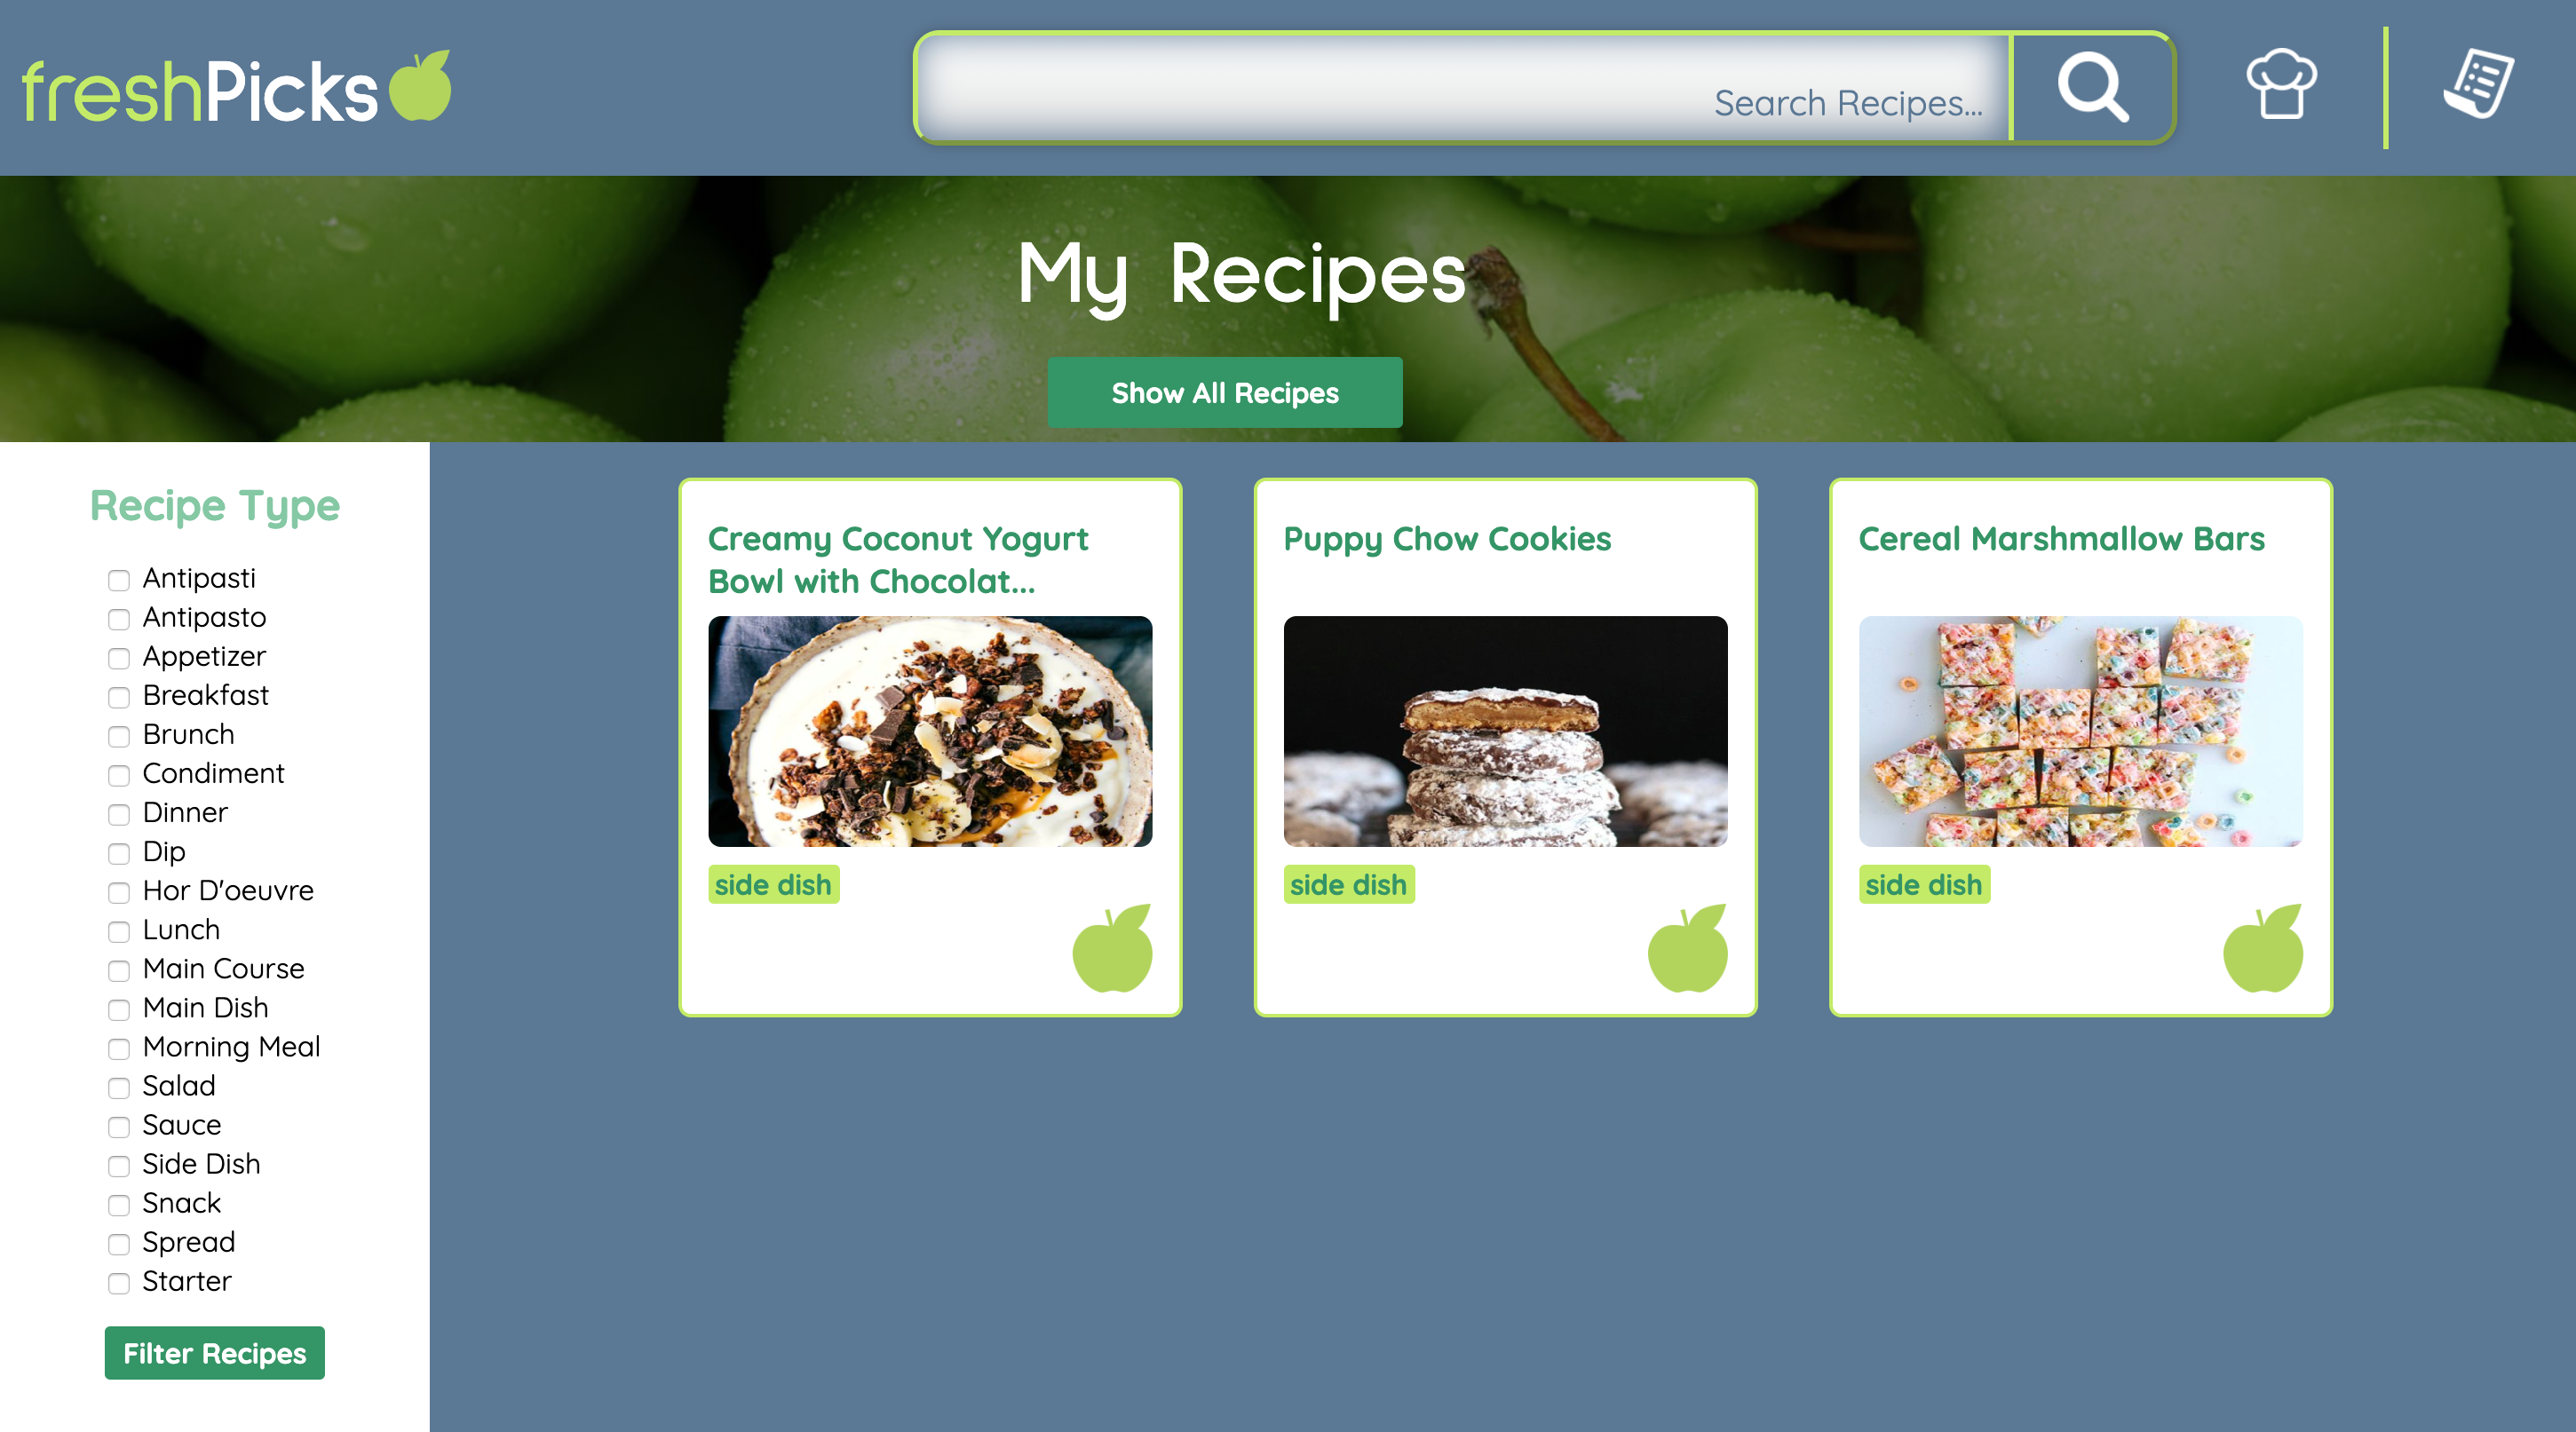 freshPicks
Search Recipes...
My Recipes
Show All Recipes
Recipe Type
Antipasti
Antipasto
Appetizer
Breakfast
Brunch
Condiment
Dinner
Dip
Hor D'oeuvre
Lunch
Main Course
Main Dish
Morning Meal
Salad
Sauce
Side Dish
Snack
Spread
Starter
Filter Recipes
Creamy Coconut Yogurt
Bowl with Chocolat...
side dish
Puppy Chow Cookies
side dish
Cereal Marshmallow Bars
side dish